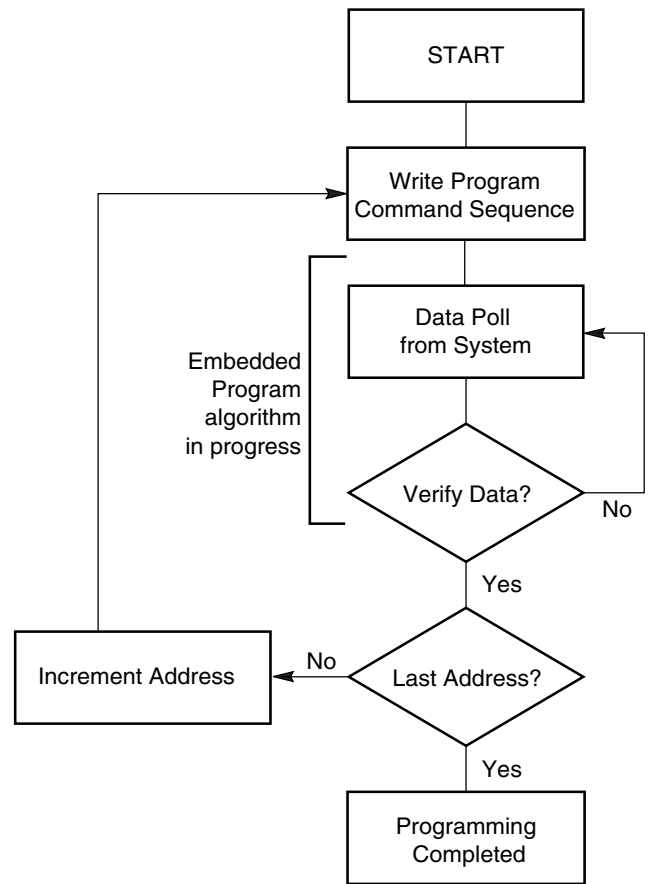 START
Write Program
Command Sequence
Data Poll
from System
Embedded
Program
algorithm
in progress
Verify Data?
No
Yes
Increment Address
No
Last Address?
Yes
Programming
Completed